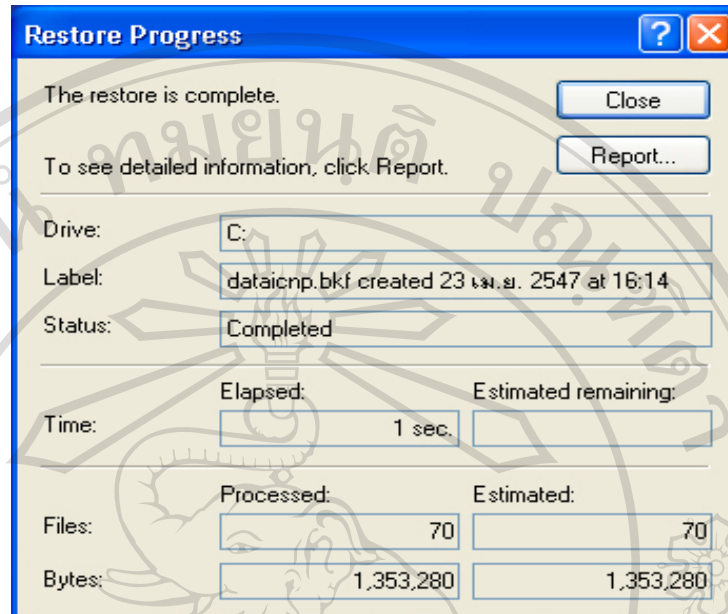 Restore Progress
The restore is complete.
Close
To see detailed information, click Report.
Report...
Drive: C:
Label: dataicnp.bkf created 23 เม.ย. 2547 at 16:14
Status: Completed
Elapsed: Estimated remaining:
Time: 1 sec.
Processed: Estimated:
Files: 70 70
Bytes: 1,353,280 1,353,280